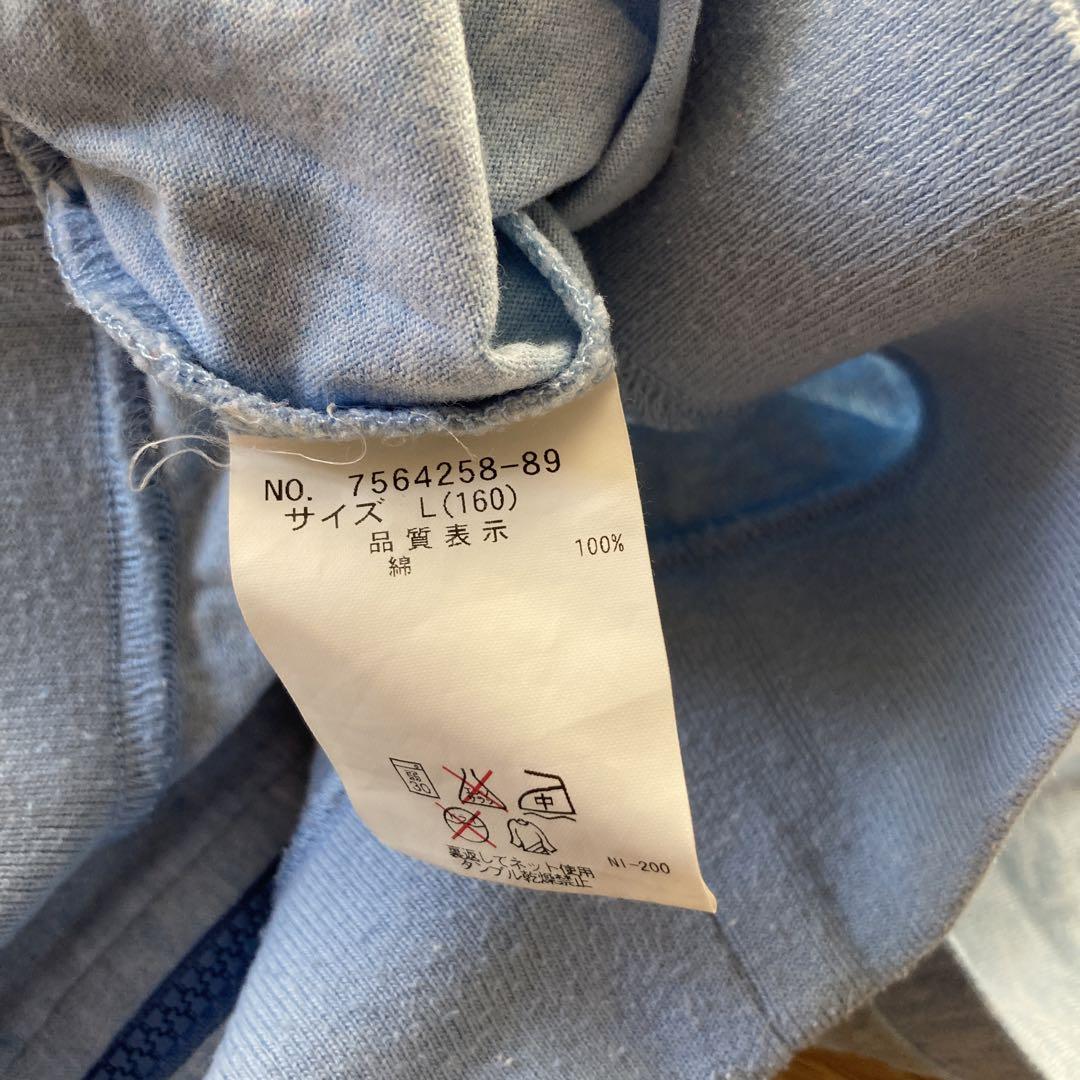 NO. 7564258-89
サイズ L(160)
品質表示
綿 100%
中
裏返してネット使用
タンブル乾燥禁止
NI-200